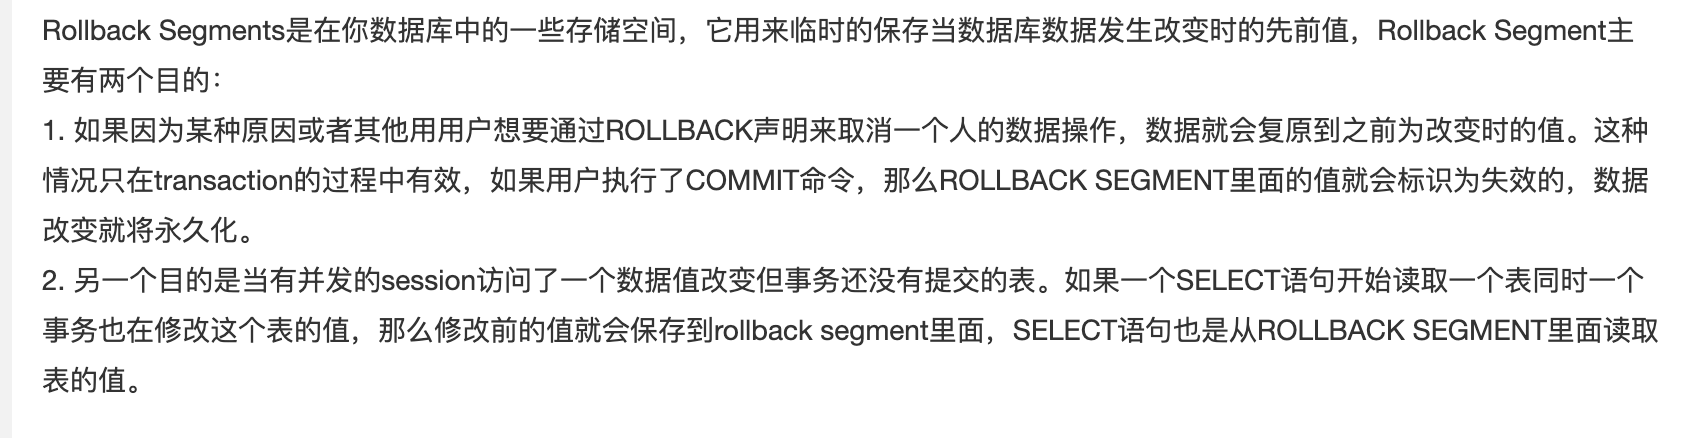 Rollback Segments是在你数据库中的一些存储空间，它用来临时的保存当数据库数据发生改变时的先前值，Rollback Segment主
要有两个目的：
1. 如果因为某种原因或者其他用用户想要通过ROLLBACK声明来取消一个人的数据操作，数据就会复原到之前为改变时的值。这种
情况只在transaction的过程中有效，如果用户执行了COMMIT命令，那么ROLLBACK SEGMENT里面的值就会标识为失效的，数据
改变就将永久化。
2. 另一个目的是当有并发的session访问了一个数据值改变但事务还没有提交的表。如果一个SELECT语句开始读取一个表同时一个
事务也在修改这个表的值，那么修改前的值就会保存到rollback segment里面，SELECT语句也是从ROLLBACK SEGMENT里面读取
表的值。